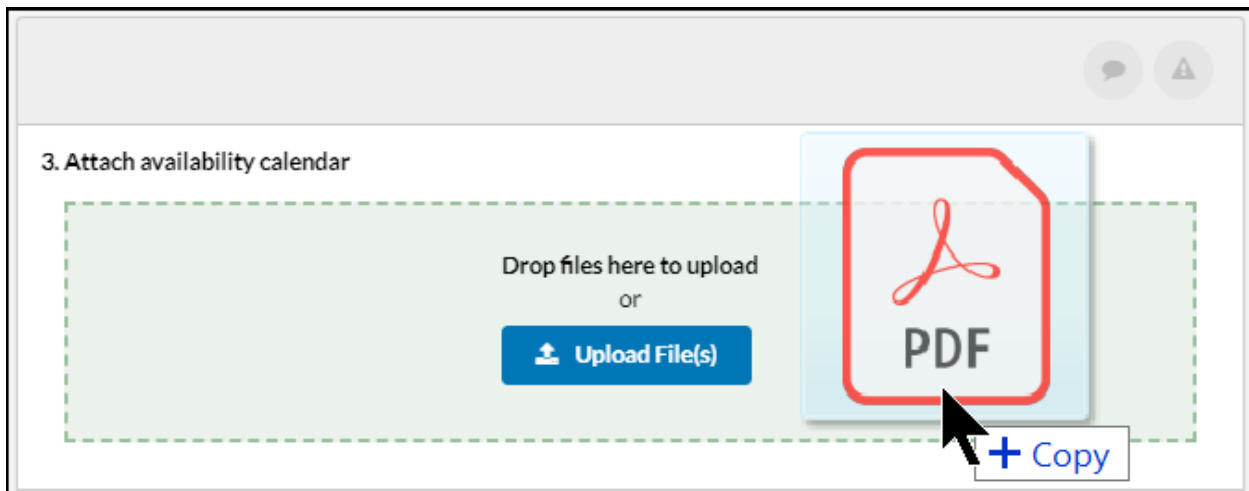 3. Attach availability calendar
Drop files here to upload
or
Upload File(s)
PDF
+ Copy